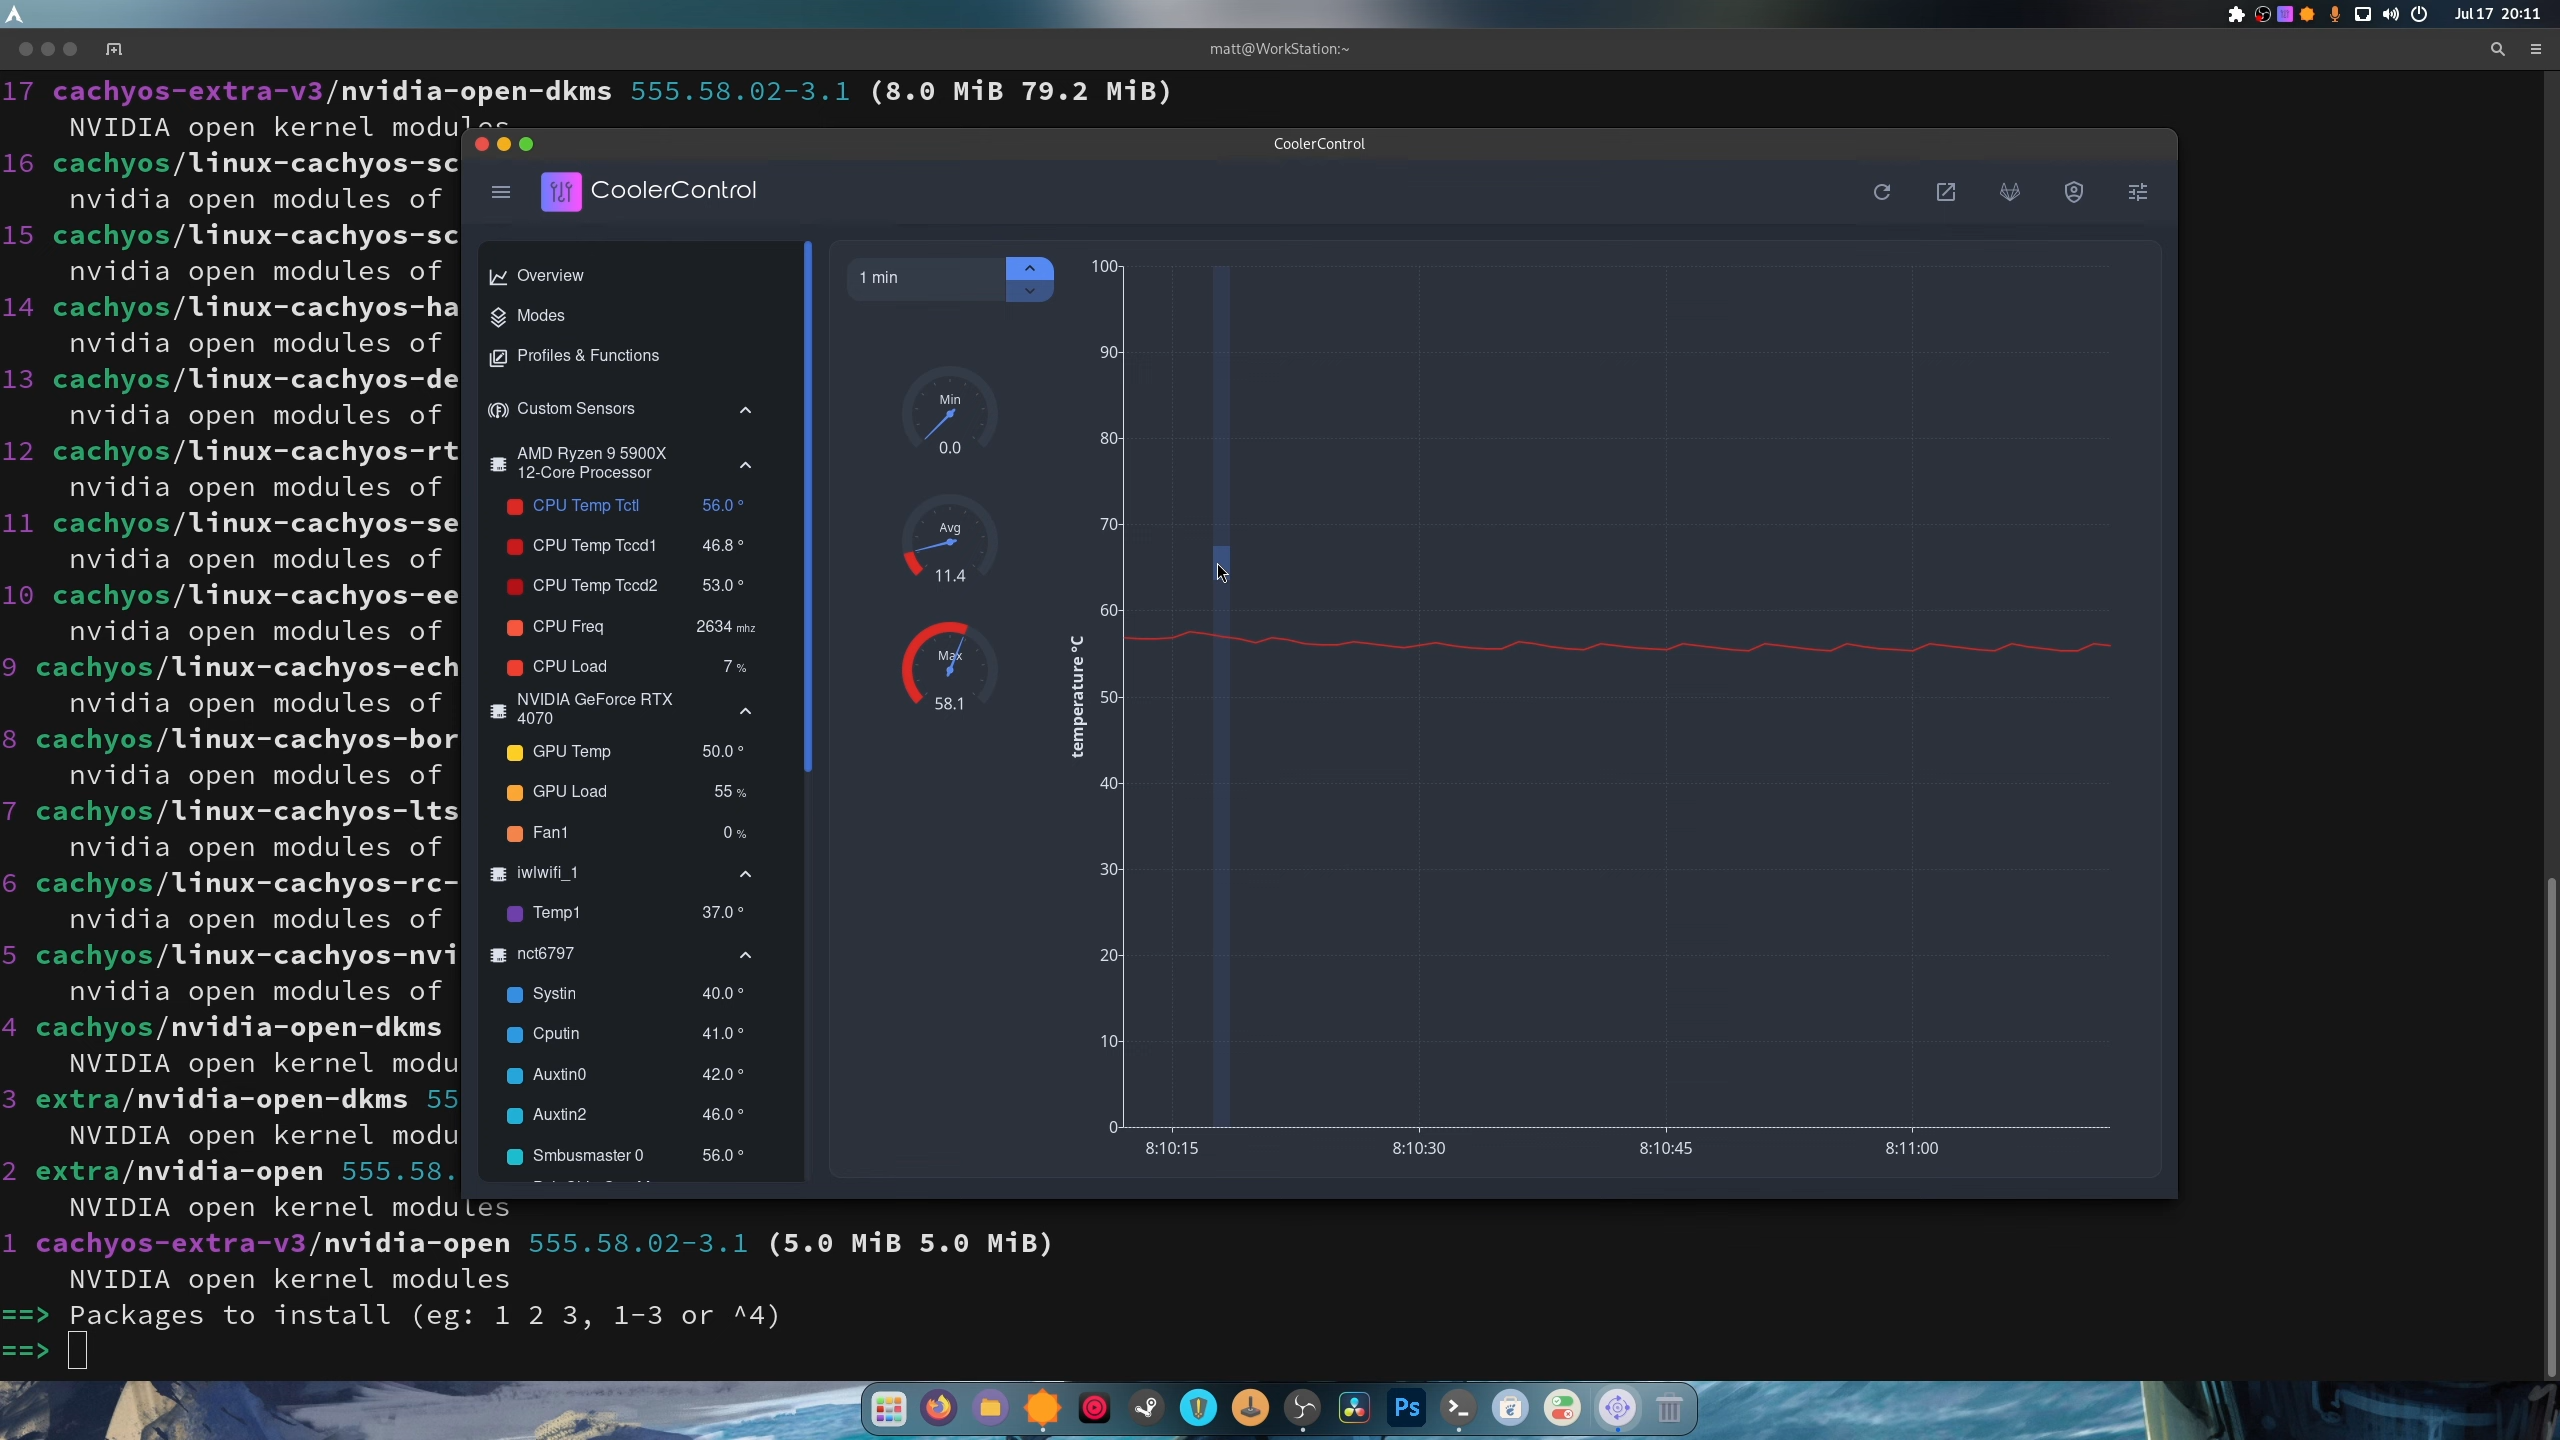 Jul 17 20:11
matt@WorkStation:~
17 cachyos-extra-v3/nvidia-open-dkms 555.58.02-3.1 (8.0 MiB 79.2 MiB)
NVIDIA open kernel modules
16 cachyos/linux-cachyos-sc
nvidia open modules of
15 cachyos/linux-cachyos-sc
nvidia open modules of
14 cachyos/linux-cachyos-ha
nvidia open modules of
13 cachyos/linux-cachyos-de
nvidia open modules of
12 cachyos/linux-cachyos-rt
nvidia open modules of
11 cachyos/linux-cachyos-se
nvidia open modules of
10 cachyos/linux-cachyos-ee
nvidia open modules of
9 cachyos/linux-cachyos-ech
nvidia open modules of
8 cachyos/linux-cachyos-bor
nvidia open modules of
7 cachyos/linux-cachyos-lts
nvidia open modules of
6 cachyos/linux-cachyos-rc-
nvidia open modules of
5 cachyos/linux-cachyos-nvi
nvidia open modules of
4 cachyos/nvidia-open-dkms
NVIDIA open kernel modu
3 extra/nvidia-open-dkms 55
NVIDIA open kernel modu
2 extra/nvidia-open 555.58.
NVIDIA open kernel modules
1 cachyos-extra-v3/nvidia-open 555.58.02-3.1 (5.0 MiB 5.0 MiB)
NVIDIA open kernel modules
==> Packages to install (eg: 1 2 3, 1-3 or ^4)
==>
CoolerControl
CoolerControl
Overview
Modes
Profiles & Functions
Custom Sensors
AMD Ryzen 9 5900X
12-Core Processor
CPU Temp Tctl 56.0 °
CPU Temp Tccd1 46.8 °
CPU Temp Tccd2 53.0 °
CPU Freq 2634 mhz
CPU Load 7 %
NVIDIA GeForce RTX
4070
GPU Temp 50.0 °
GPU Load 55 %
Fan1 0 %
iwlwifi_1
Temp1 37.0 °
nct6797
Systin 40.0 °
Cputin 41.0 °
Auxtin0 42.0 °
Auxtin2 46.0 °
Smbusmaster 0 56.0 °
1 min
Min
0.0
Avg
11.4
Max
58.1
temperature °C
100
90
80
70
60
50
40
30
20
10
0
8:10:15 8:10:30 8:10:45 8:11:00
Ps